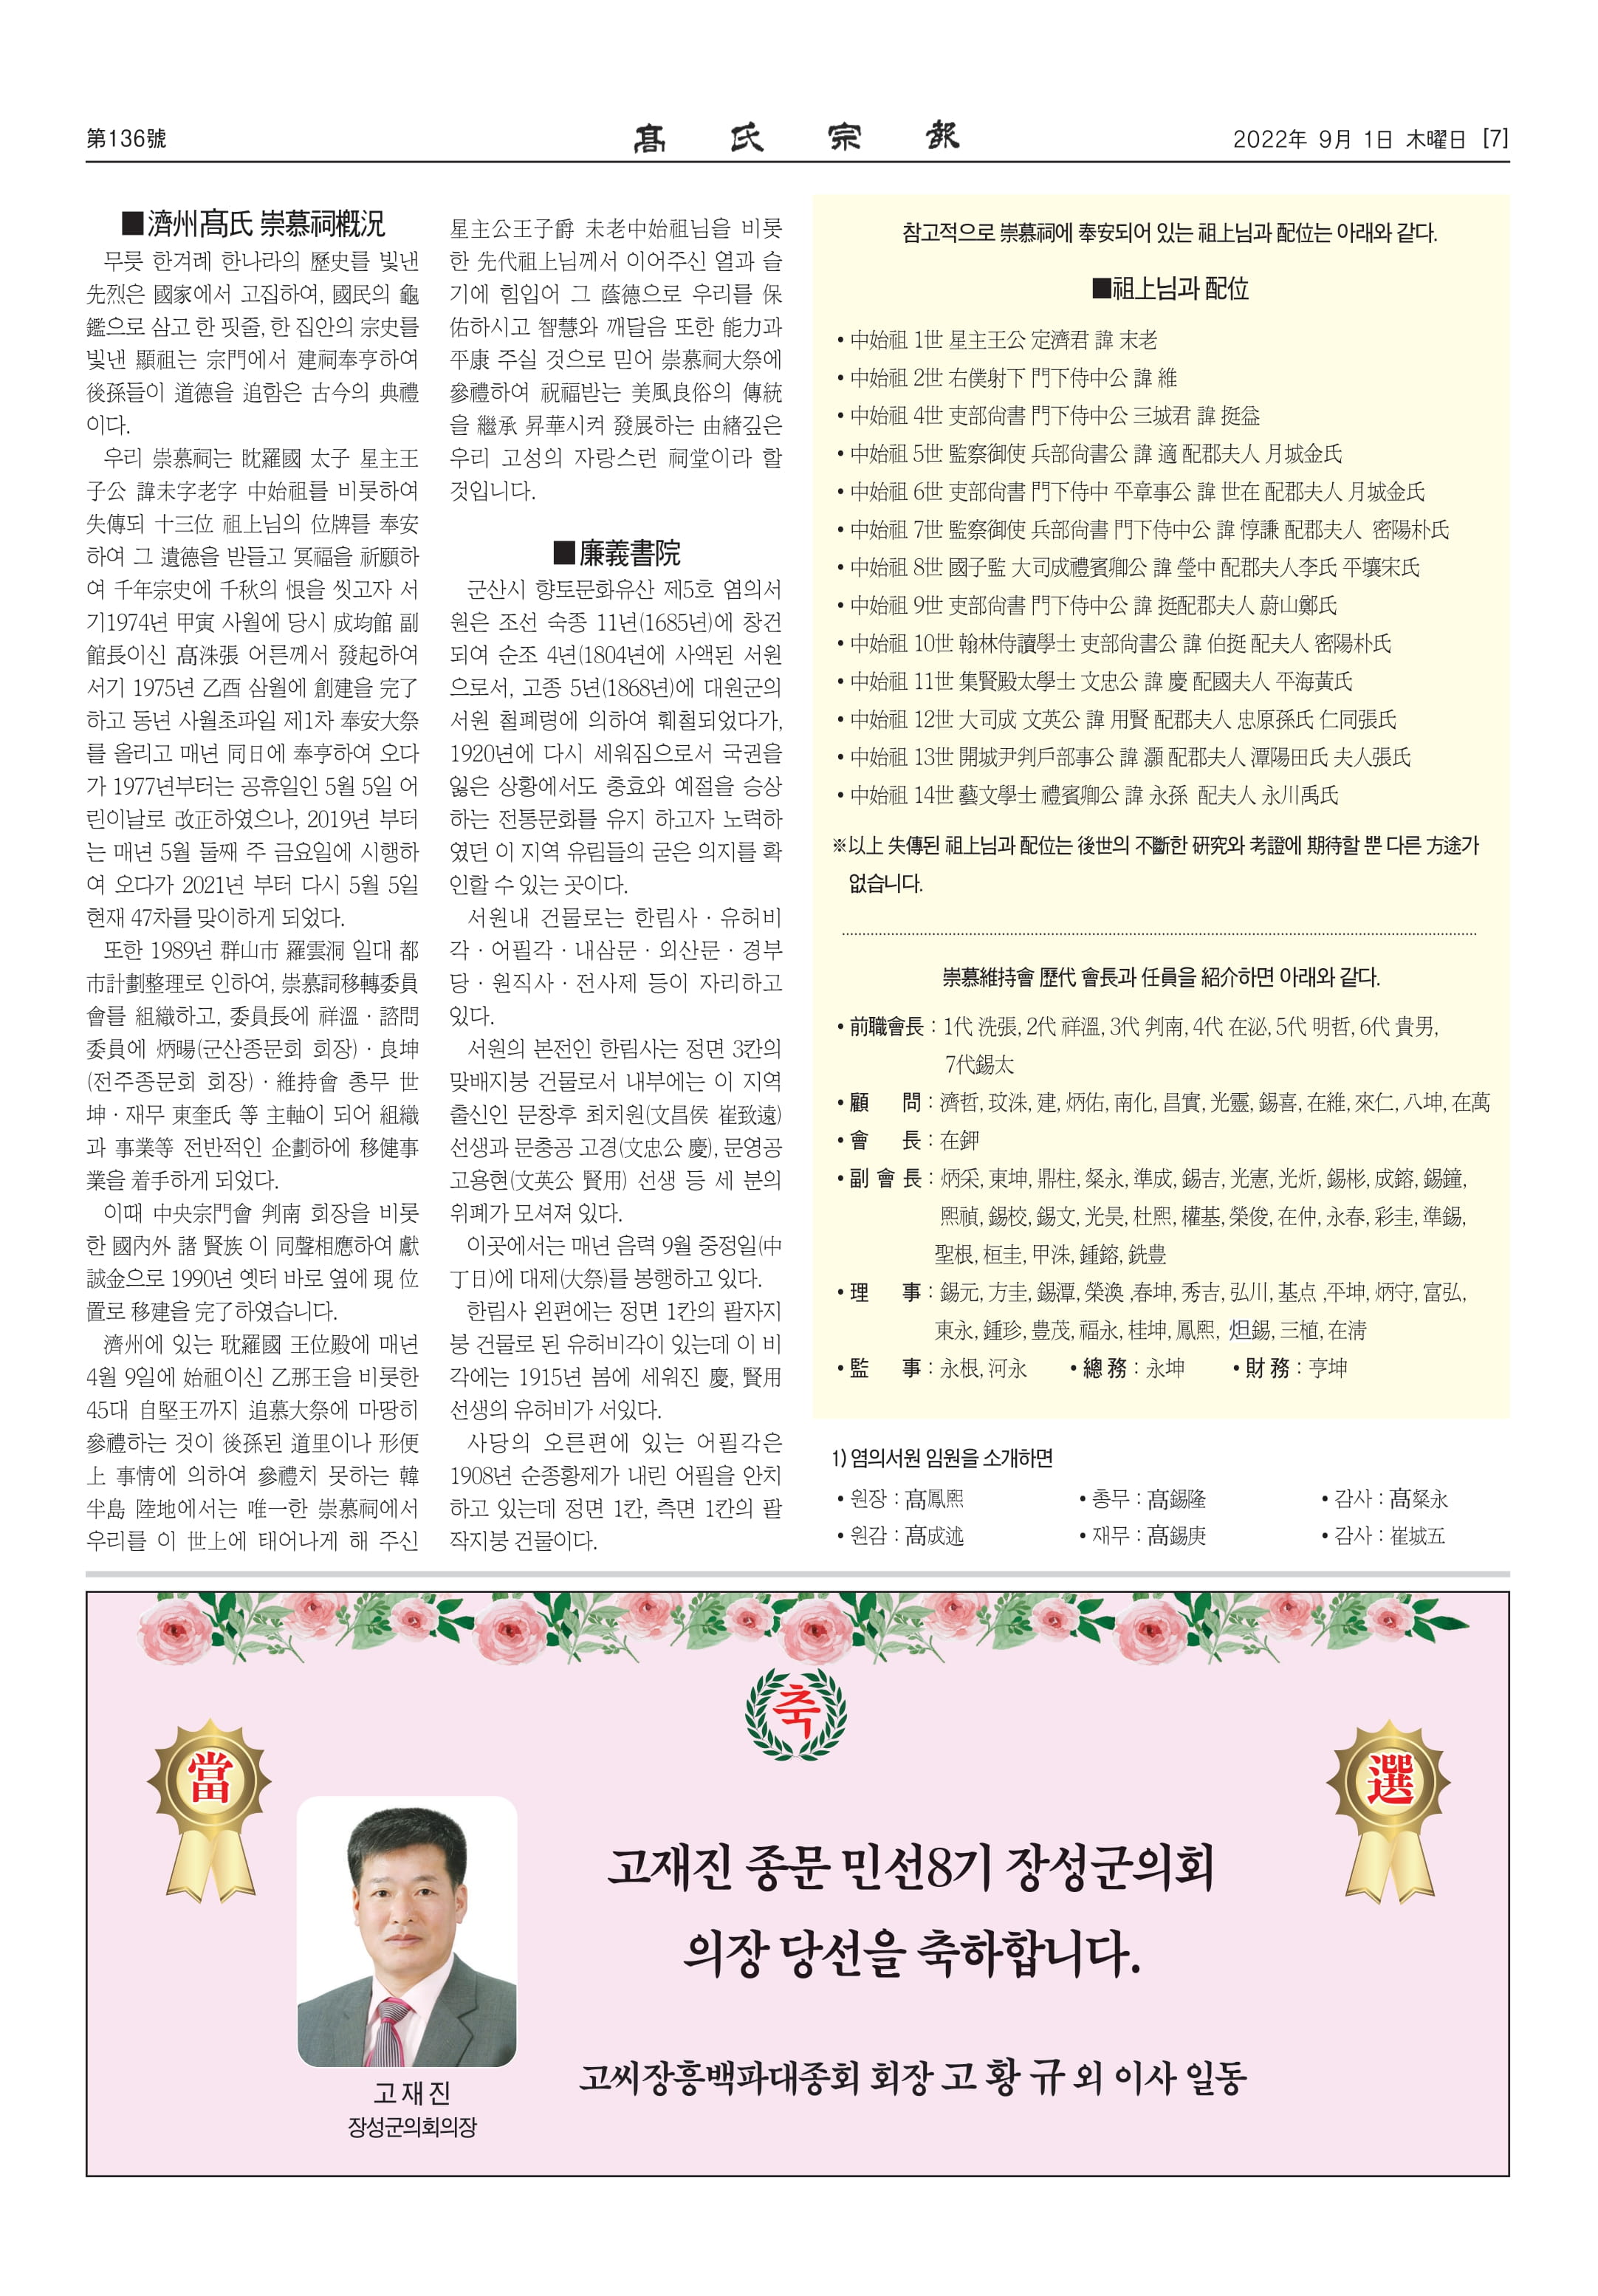 第136號
髙氏宗報
2022年 9月 1日 木曜日 [7]
■濟州髙氏 崇慕祠槪況
무릇 한겨례 한나라의 歷史를 빛낸
先烈은 國家에서 고집하여, 國民의 龜
鑑으로 삼고 한 핏줄, 한 집안의 宗史를
빛낸 顯祖는 宗門에서 建祠奉亨하여
後孫들이 道德을 追함은 古今의 典禮
이다.
우리 崇慕祠는 眈羅國 太子 星主王
子公 諱未字老字 中始祖를 비롯하여
失傳되 十三位 祖上님의 位牌를 奉安
하여 그 遺德을 받들고 冥福을 祈願하
여 千年宗史에 千秋의 恨을 씻고자 서
기1974년 甲寅 사월에 당시 成均館 副
館長이신 髙洙張 어른께서 發起하여
서기 1975년 乙酉 삼월에 創建을 完了
하고 동년 사월초파일 제1차 奉安大祭
를 올리고 매년 同日에 奉亨하여 오다
가 1977년부터는 공휴일인 5월 5일 어
린이날로 改正하였으나, 2019년 부터
는 매년 5월 둘째 주 금요일에 시행하
여 오다가 2021년 부터 다시 5월 5일
현재 47차를 맞이하게 되었다.
또한 1989년 群山市 羅雲洞 일대 都
市計劃整理로 인하여, 崇慕詞移轉委員
會를 組織하고, 委員長에 祥溫 · 諮問
委員에 炳暘(군산종문회 회장) · 良坤
(전주종문회 회장) · 維持會 총무 世
坤 · 재무 東奎氏 等 主軸이 되어 組織
과 事業等 전반적인 企劃하에 移健事
業을 着手하게 되었다.
이때 中央宗門會 判南 회장을 비롯
한 國內外 諸 賢族 이 同聲相應하여 獻
誠金으로 1990년 옛터 바로 옆에 現 位
置로 移建을 完了하였습니다.
濟州에 있는 耽羅國 王位殿에 매년
4월 9일에 始祖이신 乙那王을 비롯한
45대 自堅王까지 追慕大祭에 마땅히
參禮하는 것이 後孫된 道里이나 形便
上 事情에 의하여 參禮치 못하는 韓
半島 陸地에서는 唯一한 崇慕祠에서
우리를 이 世上에 태어나게 해 주신
星主公王子爵 未老中始祖님을 비롯
한 先代祖上님께서 이어주신 열과 슬
기에 힘입어 그 蔭德으로 우리를 保
佑하시고 智慧와 깨달음 또한 能力과
平康 주실 것으로 믿어 崇慕祠大祭에
參禮하여 祝福받는 美風良俗의 傳統
을 繼承 昇華시켜 發展하는 由緖깊은
우리 고성의 자랑스런 祠堂이라 할
것입니다.
■廉義書院
군산시 향토문화유산 제5호 염의서
원은 조선 숙종 11년(1685년)에 창건
되여 순조 4년(1804년에 사액된 서원
으로서, 고종 5년(1868년)에 대원군의
서원 철폐령에 의하여 훼철되었다가,
1920년에 다시 세워짐으로서 국권을
잃은 상황에서도 충효와 예절을 승상
하는 전통문화를 유지 하고자 노력하
였던 이 지역 유림들의 굳은 의지를 확
인할 수 있는 곳이다.
서원내 건물로는 한림사 · 유허비
각 · 어필각 · 내삼문 · 외산문 · 경부
당 · 원직사 · 전사제 등이 자리하고
있다.
서원의 본전인 한림사는 정면 3칸의
맞배지붕 건물로서 내부에는 이 지역
출신인 문창후 최치원(文昌侯 崔致遠)
선생과 문충공 고경(文忠公 慶), 문영공
고용현(文英公 賢用) 선생 등 세 분의
위폐가 모셔져 있다.
이곳에서는 매년 음력 9월 중정일(中
丁日)에 대제(大祭)를 봉행하고 있다.
한림사 왼편에는 정면 1칸의 팔자지
붕 건물로 된 유허비각이 있는데 이 비
각에는 1915년 봄에 세워진 慶, 賢用
선생의 유허비가 서있다.
사당의 오른편에 있는 어필각은
1908년 순종황제가 내린 어필을 안치
하고 있는데 정면 1칸, 측면 1칸의 팔
작지붕 건물이다.
참고적으로 崇慕祠에 奉安되어 있는 祖上님과 配位는 아래와 같다.
■祖上님과 配位
• 中始祖 1世 星主王公 定濟君 諱 末老
• 中始祖 2世 右僕射下 門下侍中公 諱 維
• 中始祖 4世 吏部尙書 門下侍中公 三城君 諱 挺益
• 中始祖 5世 監察御使 兵部尙書公 諱 適 配郡夫人 月城金氏
• 中始祖 6世 吏部尙書 門下侍中 平章事公 諱 世在 配郡夫人 月城金氏
• 中始祖 7世 監察御使 兵部尙書 門下侍中公 諱 惇謙 配郡夫人 密陽朴氏
• 中始祖 8世 國子監 大司成禮賓卿公 諱 瑩中 配郡夫人李氏 平壤宋氏
• 中始祖 9世 吏部尙書 門下侍中公 諱 挺配郡夫人 蔚山鄭氏
• 中始祖 10世 翰林侍讀學士 吏部尙書公 諱 伯挺 配夫人 密陽朴氏
• 中始祖 11世 集賢殿太學士 文忠公 諱 慶 配國夫人 平海黃氏
• 中始祖 12世 大司成 文英公 諱 用賢 配郡夫人 忠原孫氏 仁同張氏
• 中始祖 13世 開城尹判戶部事公 諱 灝 配郡夫人 潭陽田氏 夫人張氏
• 中始祖 14世 藝文學士 禮賓卿公 諱 永孫 配夫人 永川禹氏
※以上 失傳된 祖上님과 配位는 後世의 不斷한 硏究와 考證에 期待할 뿐 다른 方途가
없습니다.
崇慕維持會 歷代 會長과 任員을 紹介하면 아래와 같다.
• 前職會長 : 1代 洗張, 2代 祥溫, 3代 判南, 4代 在泌, 5代 明哲, 6代 貴男,
7代錫太
• 顧 問 : 濟哲, 玟洙, 建, 炳佑, 南化, 昌實, 光靈, 錫喜, 在維, 來仁, 八坤, 在萬
• 會 長 : 在鉀
• 副 會 長 : 炳采, 東坤, 鼎柱, 粲永, 準成, 錫吉, 光憲, 光炘, 錫彬, 成鎔, 錫鐘,
熙禎, 錫校, 錫文, 光昊, 杜熙, 權基, 榮俊, 在仲, 永春, 彩圭, 準錫,
聖根, 桓圭, 甲洙, 鍾鎔, 銑豊
• 理 事 : 錫元, 方圭, 錫潭, 榮渙 ,春坤, 秀吉, 弘川, 基点 ,平坤, 炳守, 富弘,
東永, 鍾珍, 豊茂, 福永, 桂坤, 鳳熙, 炟錫, 三植, 在淸
• 監 事 : 永根, 河永 • 總 務 : 永坤 • 財 務 : 亨坤
1) 염의서원 임원을 소개하면
• 원장 : 髙鳳熙 • 총무 : 髙錫隆 • 감사 : 髙粲永
• 원감 : 髙成述 • 재무 : 髙錫庚 • 감사 : 崔城五
축
當
選
고재진 종문 민선8기 장성군의회
의장 당선을 축하합니다.
고씨장흥백파대종회 회장 고 황 규 외 이사 일동
고 재 진
장성군의회의장